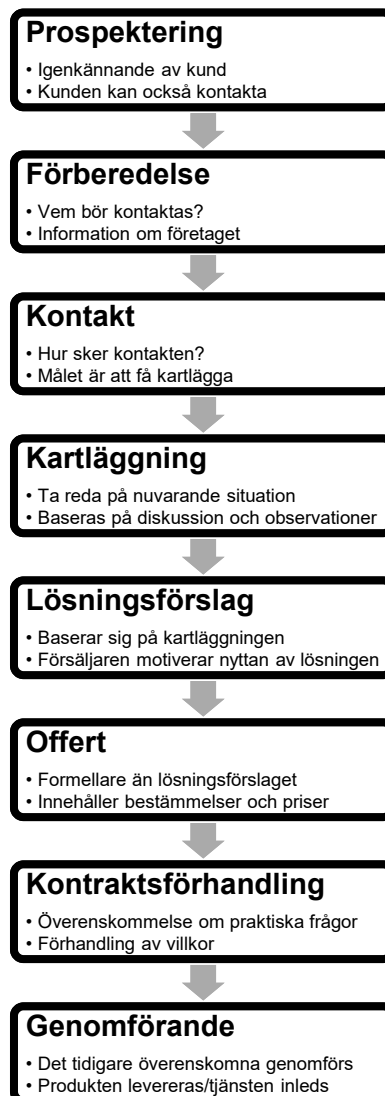 Prospektering
• Igenkännande av kund
• Kunden kan också kontakta
Förberedelse
• Vem bör kontaktas?
• Information om företaget
Kontakt
• Hur sker kontakten?
• Målet är att få kartlägga
Kartläggning
• Ta reda på nuvarande situation
• Baseras på diskussion och observationer
Lösningsförslag
• Baserar sig på kartläggningen
• Försäljaren motiverar nyttan av lösningen
Offert
• Formellare än lösningsförslaget
• Innehåller bestämmelser och priser
Kontraktsförhandling
• Överenskommelse om praktiska frågor
• Förhandling av villkor
Genomförande
• Det tidigare överenskomna genomförs
• Produkten levereras/tjänsten inleds